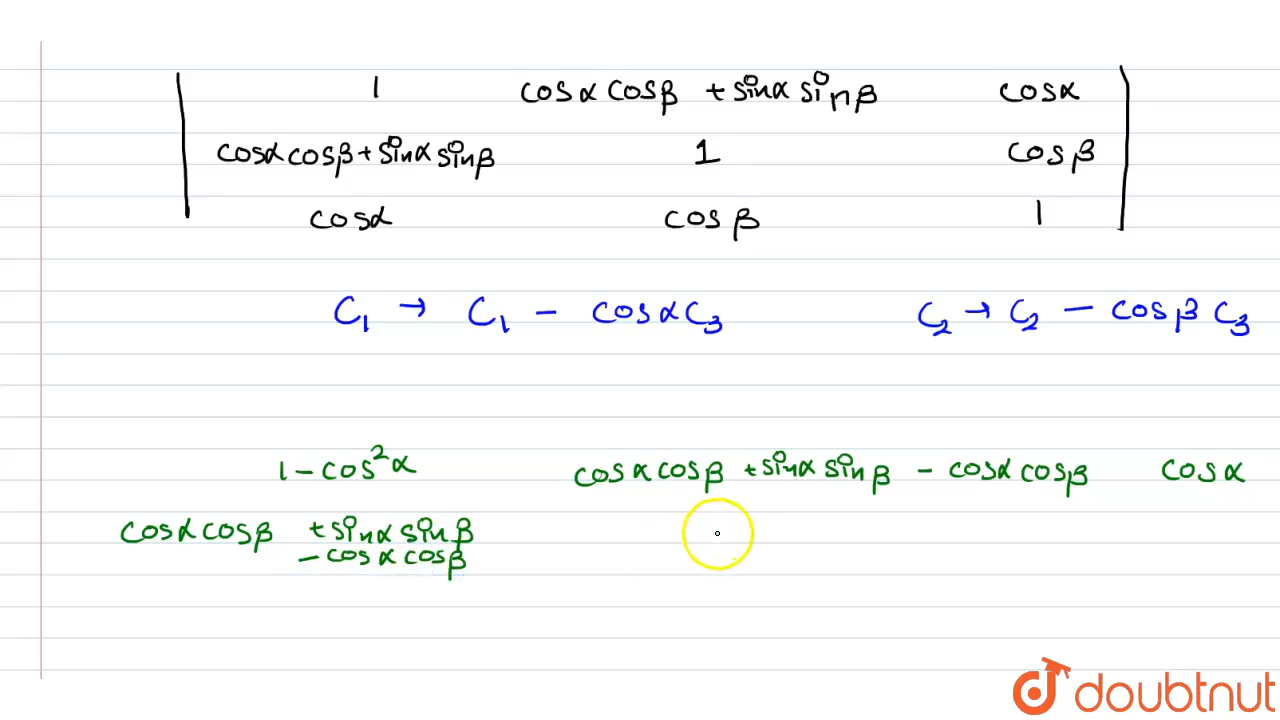 1 cosα cosβ + sinα sinβ cosα
cosα cosβ + sinα sinβ 1 cosβ
cosα cosβ 1
C₁ → C₁ − cosα C₃ C₂ → C₂ − cosβ C₃
1 − cos²α cosα cosβ + sinα sinβ − cosα cosβ cosα
cosα cosβ + sinα sinβ
− cosα cosβ
doubtnut